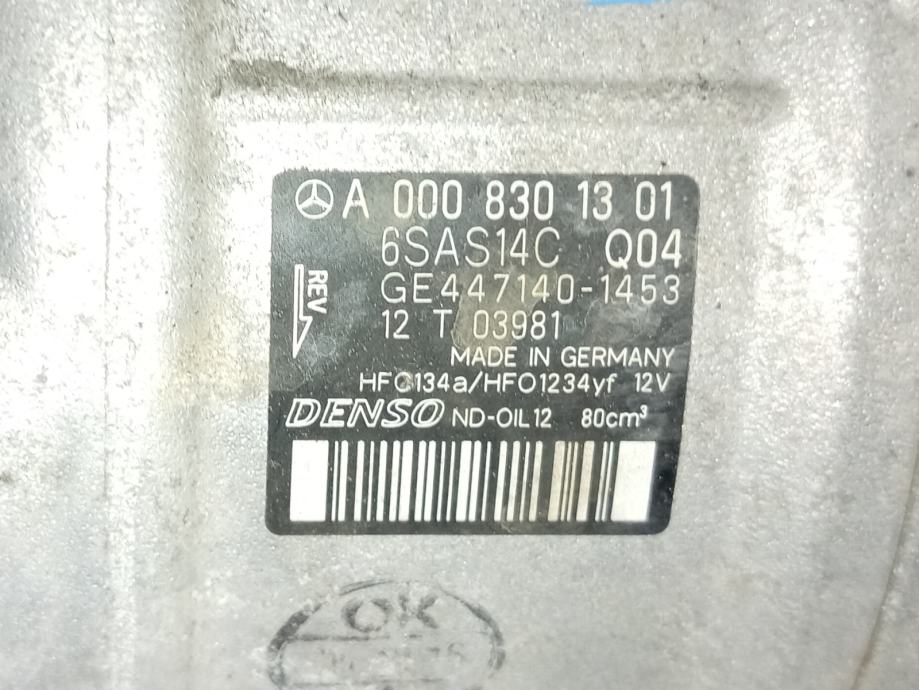 A 000 830 13 01
6SAS14C Q04
GE447140-1453
REV
12 T 03981
MADE IN GERMANY
HFC134a/HFO1234yf 12V
DENSO ND-OIL12 80cm³
OK